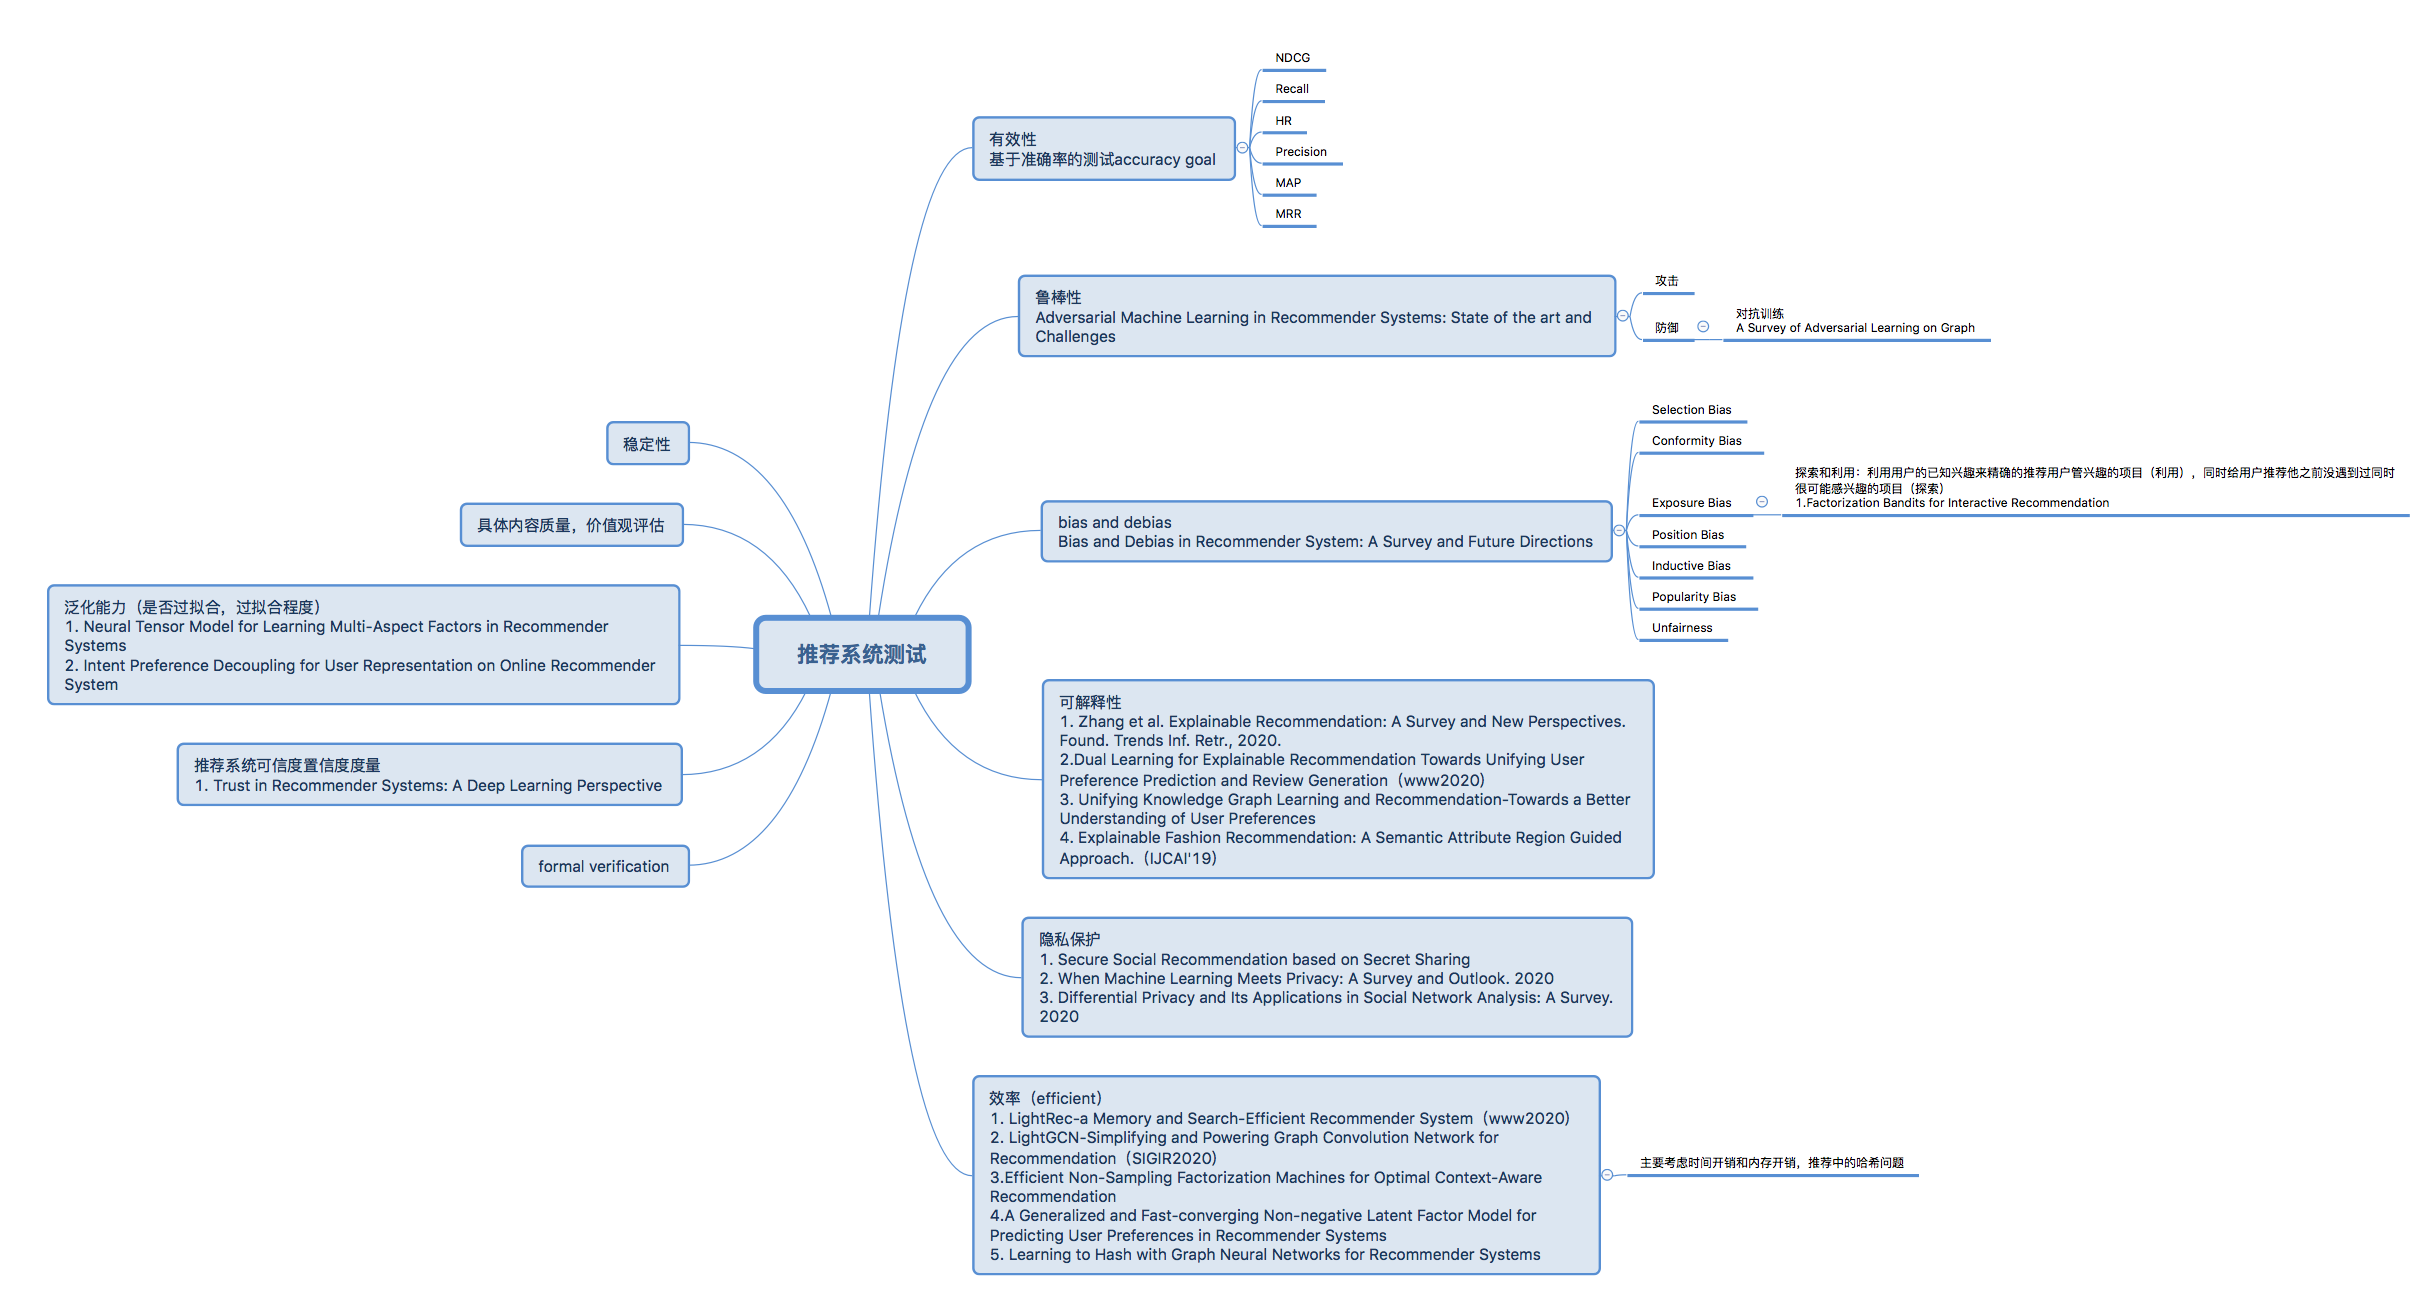 推荐系统测试
有效性
基于准确率的测试accuracy goal
NDCG
Recall
HR
Precision
MAP
MRR
鲁棒性
Adversarial Machine Learning in Recommender Systems: State of the art and
Challenges
攻击
防御
对抗训练
A Survey of Adversarial Learning on Graph
bias and debias
Bias and Debias in Recommender System: A Survey and Future Directions
Selection Bias
Conformity Bias
Exposure Bias
探索和利用：利用用户的已知兴趣来精确的推荐用户管兴趣的项目（利用），同时给用户推荐他之前没遇到过同时
很可能感兴趣的项目（探索）
1.Factorization Bandits for Interactive Recommendation
Position Bias
Inductive Bias
Popularity Bias
Unfairness
可解释性
1. Zhang et al. Explainable Recommendation: A Survey and New Perspectives.
Found. Trends Inf. Retr., 2020.
2.Dual Learning for Explainable Recommendation Towards Unifying User
Preference Prediction and Review Generation（www2020）
3. Unifying Knowledge Graph Learning and Recommendation-Towards a Better
Understanding of User Preferences
4. Explainable Fashion Recommendation: A Semantic Attribute Region Guided
Approach.（IJCAI'19）
隐私保护
1. Secure Social Recommendation based on Secret Sharing
2. When Machine Learning Meets Privacy: A Survey and Outlook. 2020
3. Differential Privacy and Its Applications in Social Network Analysis: A Survey.
2020
效率（efficient）
1. LightRec-a Memory and Search-Efficient Recommender System（www2020）
2. LightGCN-Simplifying and Powering Graph Convolution Network for
Recommendation（SIGIR2020）
3.Efficient Non-Sampling Factorization Machines for Optimal Context-Aware
Recommendation
4.A Generalized and Fast-converging Non-negative Latent Factor Model for
Predicting User Preferences in Recommender Systems
5. Learning to Hash with Graph Neural Networks for Recommender Systems
主要考虑时间开销和内存开销，推荐中的哈希问题
稳定性
具体内容质量，价值观评估
泛化能力（是否过拟合，过拟合程度）
1. Neural Tensor Model for Learning Multi-Aspect Factors in Recommender
Systems
2. Intent Preference Decoupling for User Representation on Online Recommender
System
推荐系统可信度置信度度量
1. Trust in Recommender Systems: A Deep Learning Perspective
formal verification